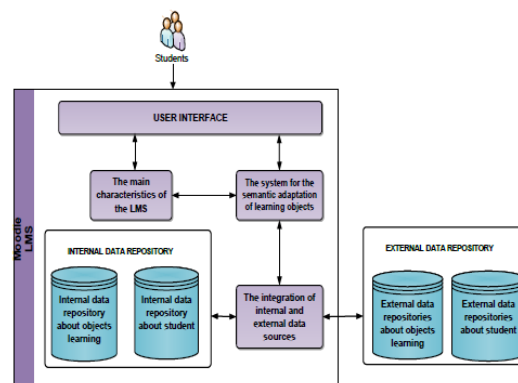 Students
USER INTERFACE
The main
characteristics of
the LMS
The system for the
semantic adaptation
of learning objects
Moodle
LMS
INTERNAL DATA REPOSITORY
Internal data
repository
about objects
learning
Internal data
repository
about student
The integration of
internal and
external data
sources
EXTERNAL DATA REPOSITORY
External data
repositories
about objects
learning
External data
repositories
about student